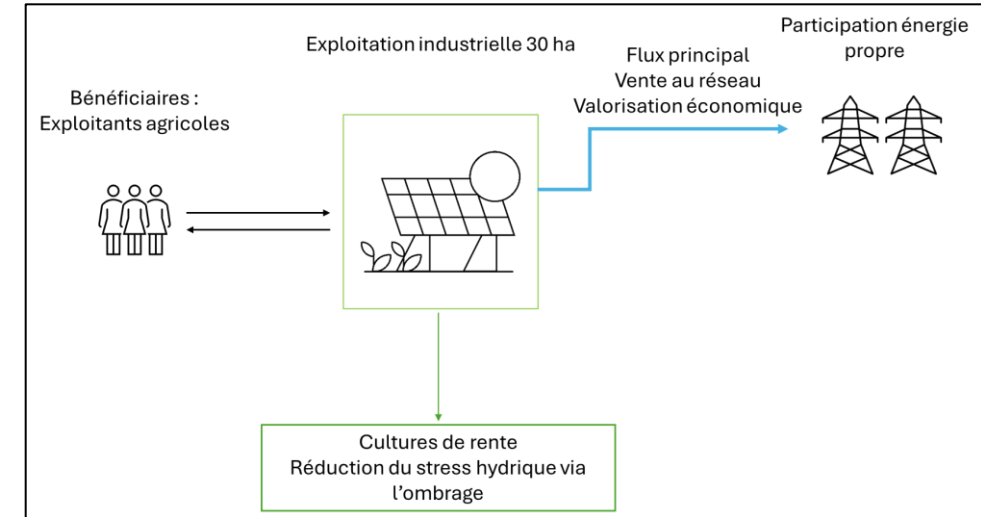 Exploitation industrielle 30 ha
Participation énergie
propre
Flux principal
Vente au réseau
Valorisation économique
Bénéficiaires :
Exploitants agricoles
Cultures de rente
Réduction du stress hydrique via
l’ombrage